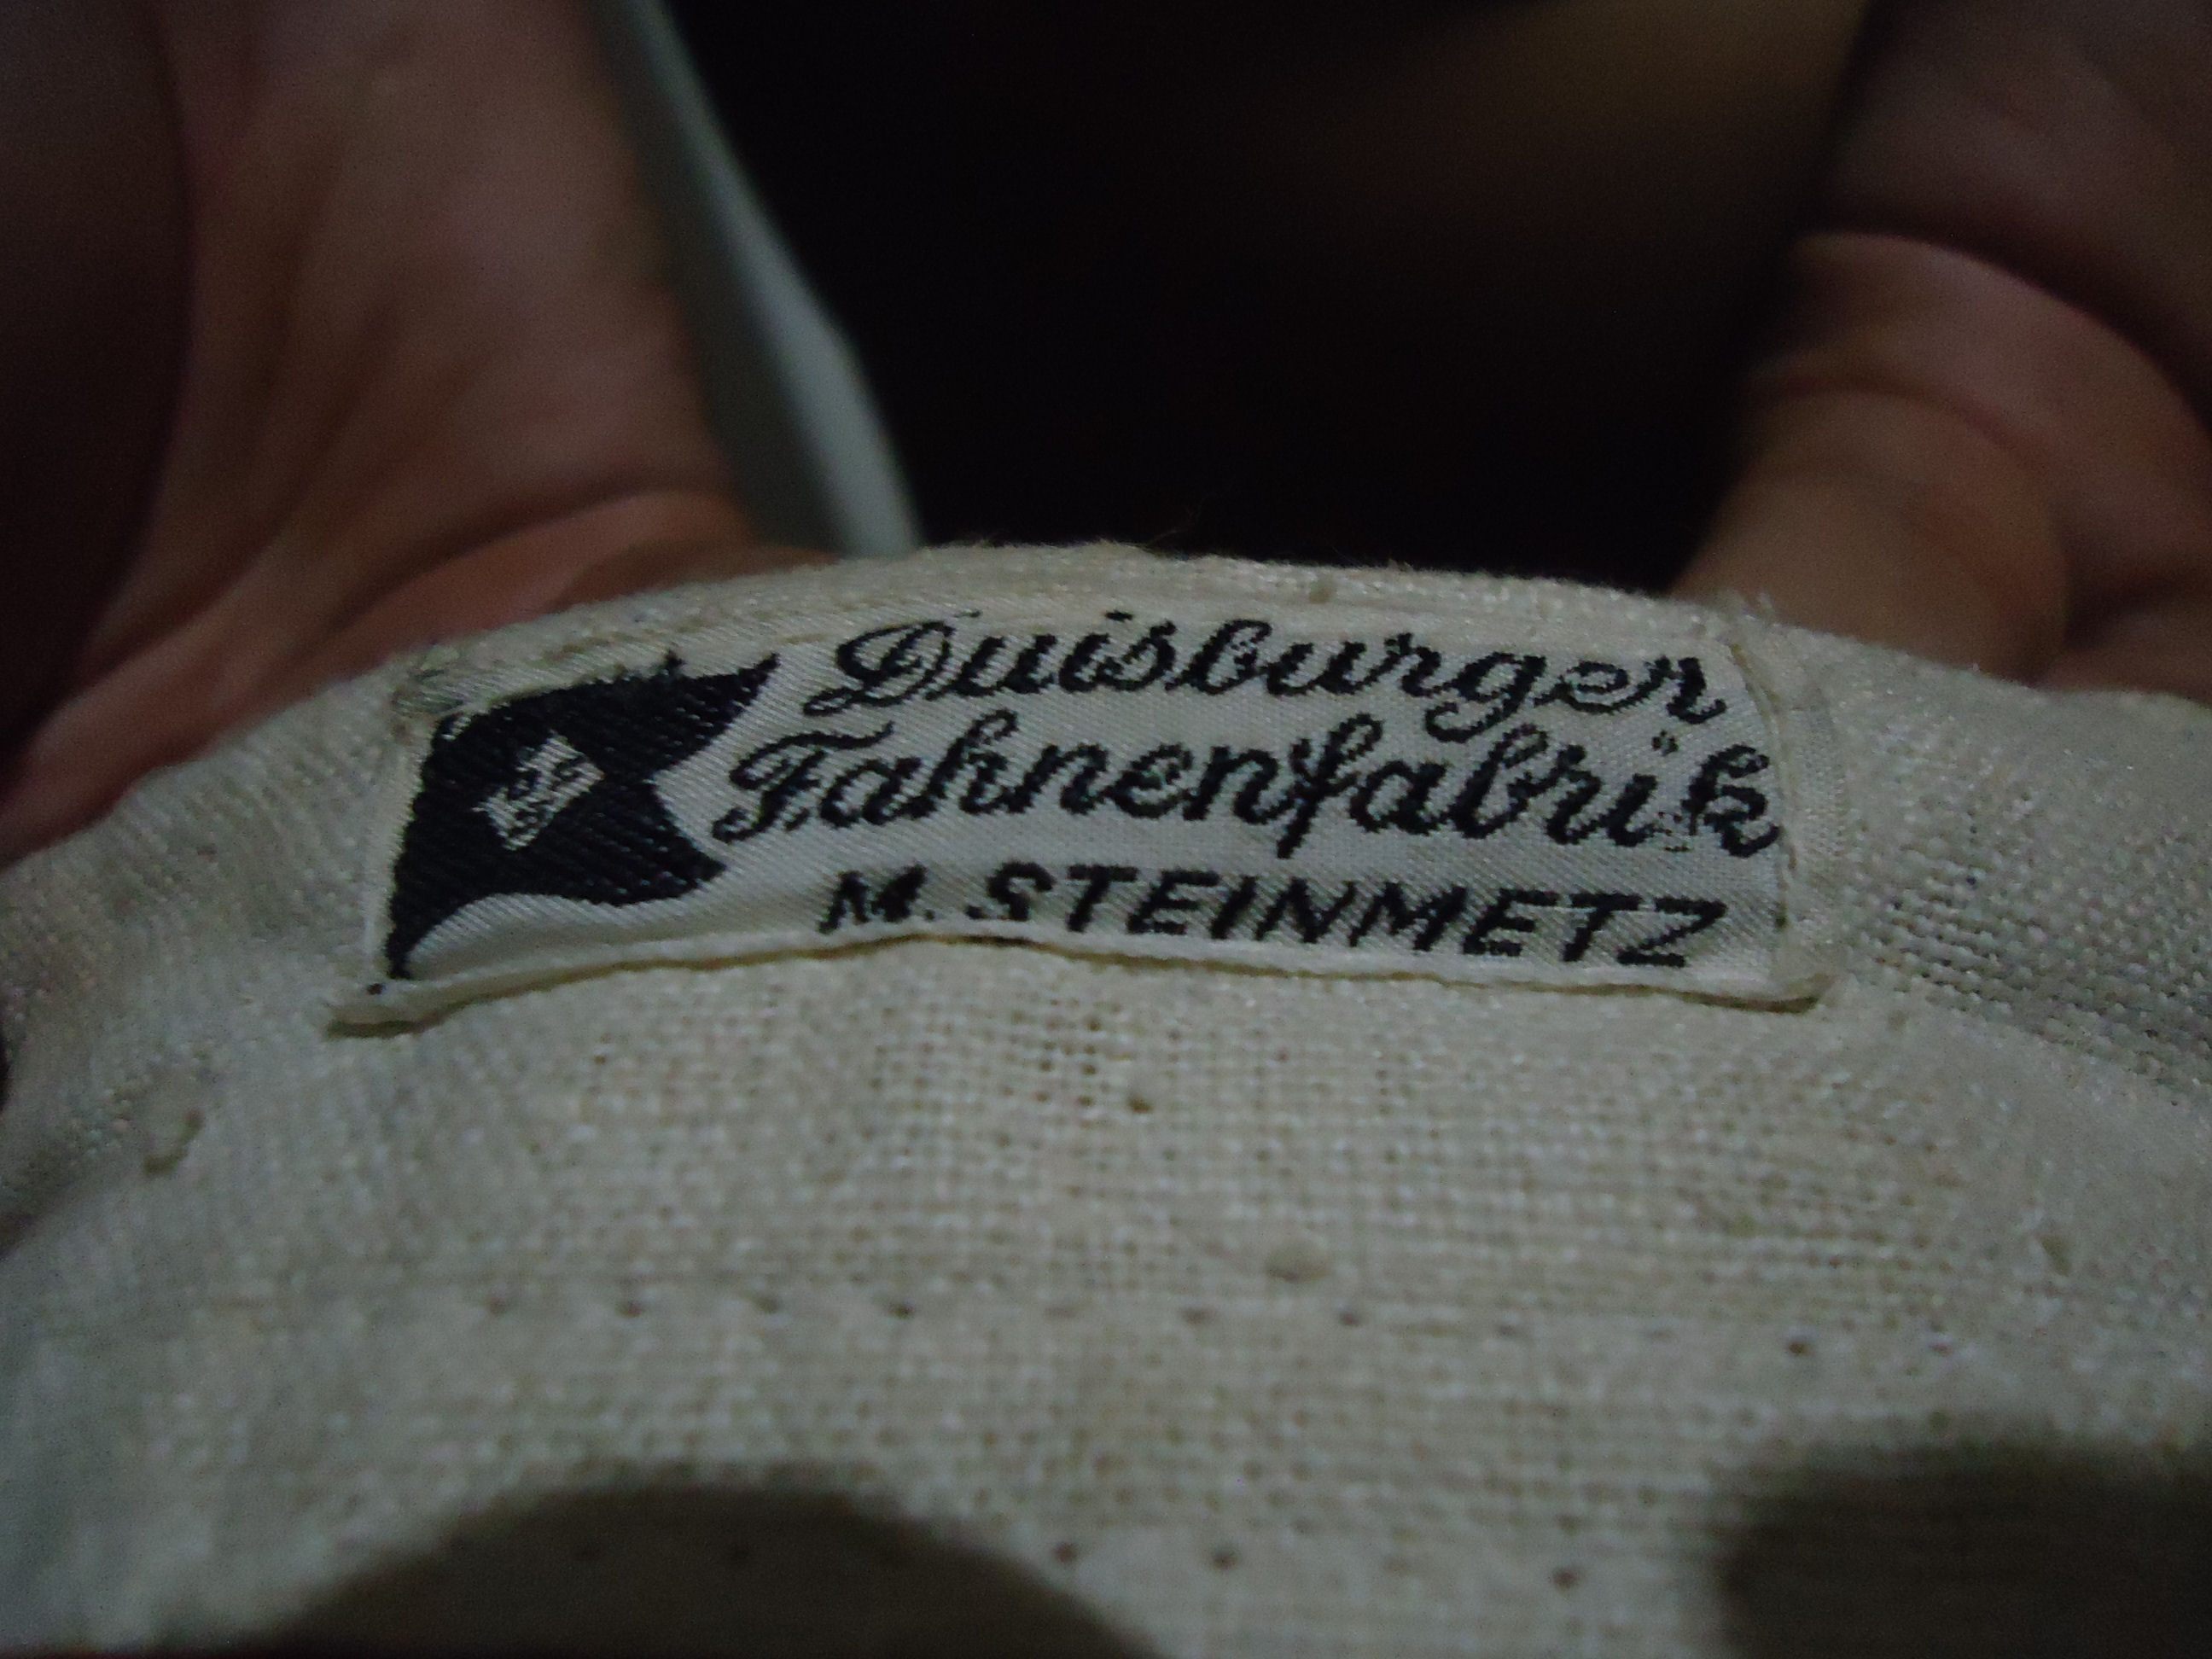 Duisburger
Fahnenfabrik
M. STEINMETZ